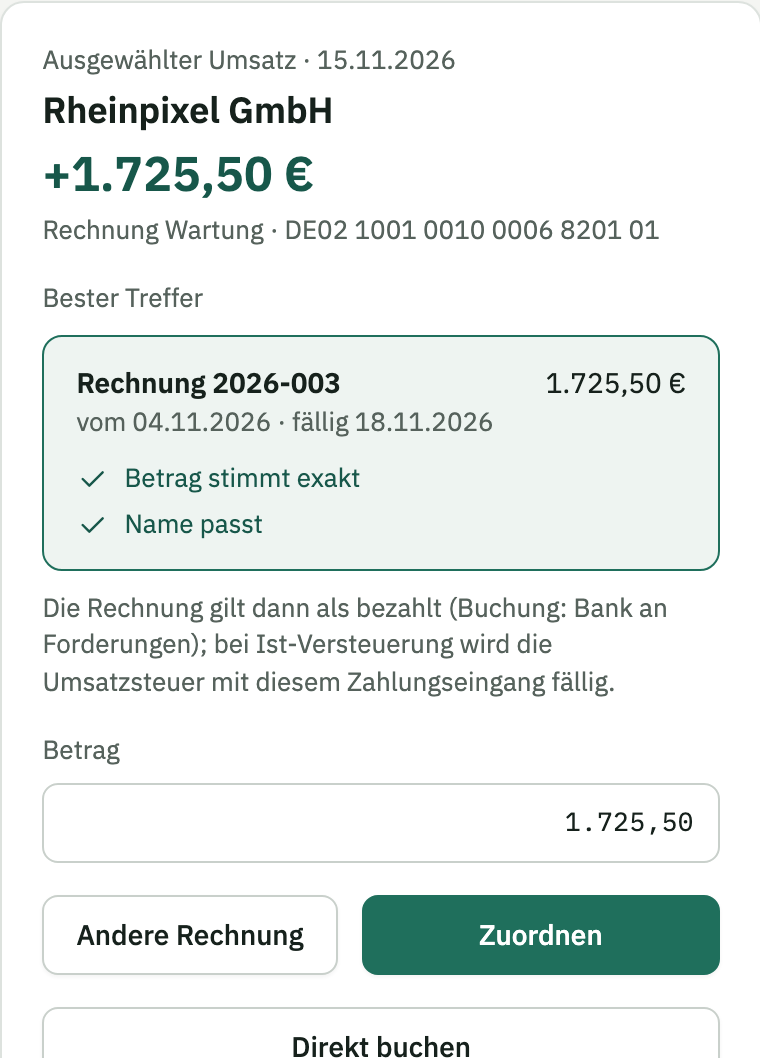 Ausgewählter Umsatz · 15.11.2026
Rheinpixel GmbH
+1.725,50 €
Rechnung Wartung · DE02 1001 0010 0006 8201 01
Bester Treffer
Rechnung 2026-003 1.725,50 €
vom 04.11.2026 · fällig 18.11.2026
Betrag stimmt exakt
Name passt
Die Rechnung gilt dann als bezahlt (Buchung: Bank an
Forderungen); bei Ist-Versteuerung wird die
Umsatzsteuer mit diesem Zahlungseingang fällig.
Betrag
1.725,50
Andere Rechnung Zuordnen
Direkt buchen